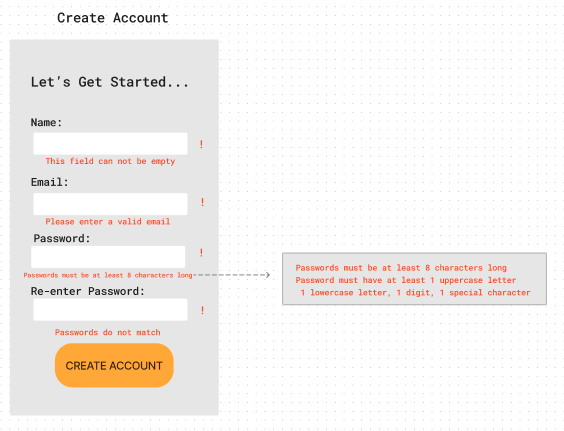 Create Account
Let's Get Started...
Name:
!
This field can not be empty
Email:
!
Please enter a valid email
Password:
!
Passwords must be at least 8 characters long
Re-enter Password:
!
Passwords do not match
CREATE ACCOUNT
Passwords must be at least 8 characters long
Password must have at least 1 uppercase letter
1 lowercase letter, 1 digit, 1 special character